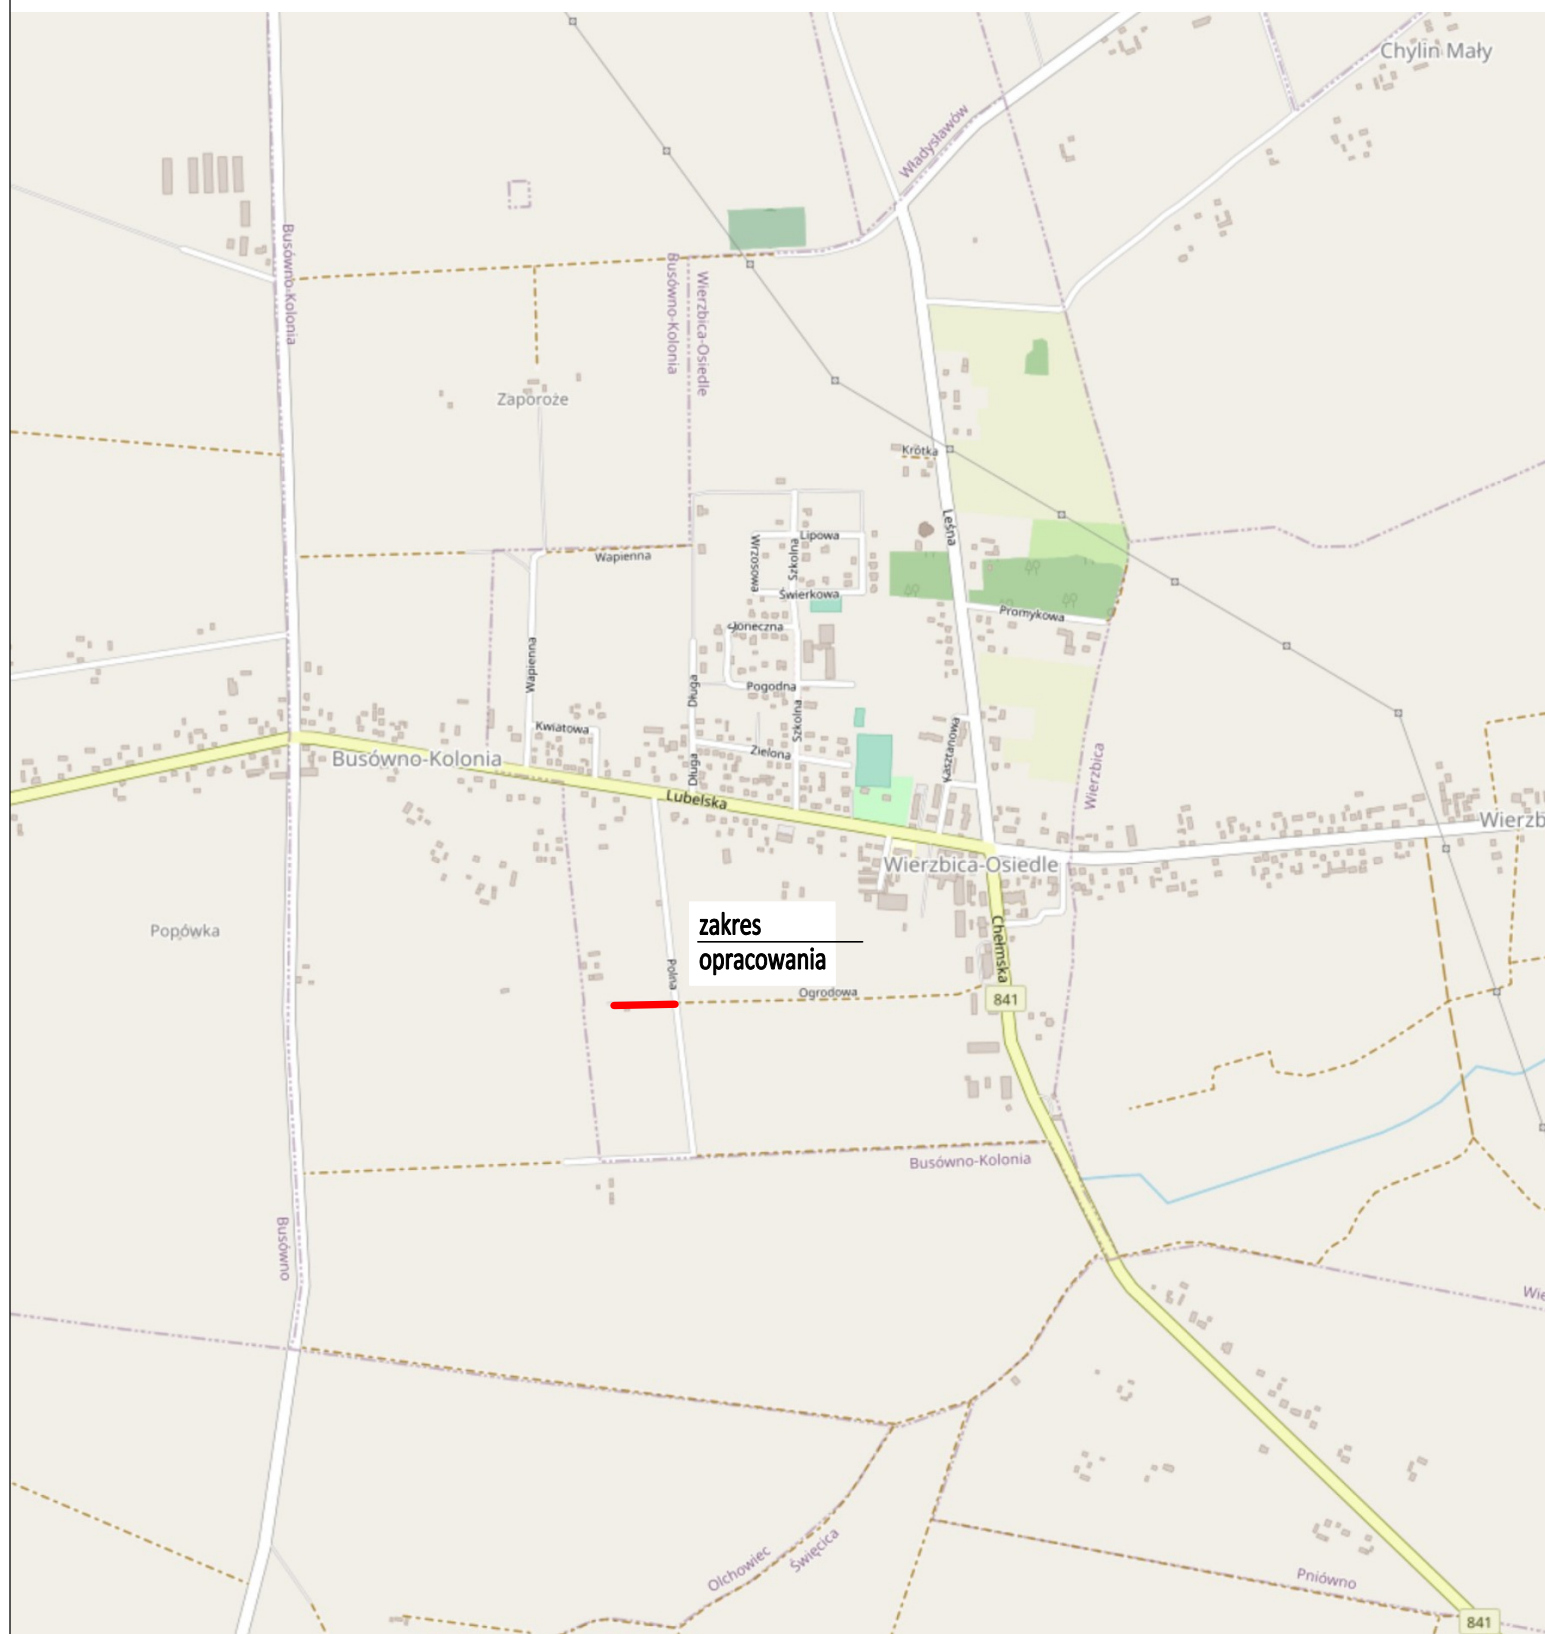 Chylin Mały
Władysławów
Busówno-Kolonia
Busówno-Kolonia
Wierzbica-Osiedle
Zaporoże
Krótka
Leśna
Lipowa
Wrzosowa
Szkolna
Wapienna
Świerkowa
Promykowa
Słoneczna
Wapienna
Długa
Pogodna
Szkolna
Kwiatowa
Kasztanowa
Zielona
Długa
Busówno-Kolonia
Wierzbica
Lubelska
Wierzb
Wierzbica-Osiedle
zakres
opracowania
Popówka
Chełmska
Polna
Ogrodowa
841
Busówno-Kolonia
Busówno
Wie
Olchowiec
Święcica
Pniówno
841